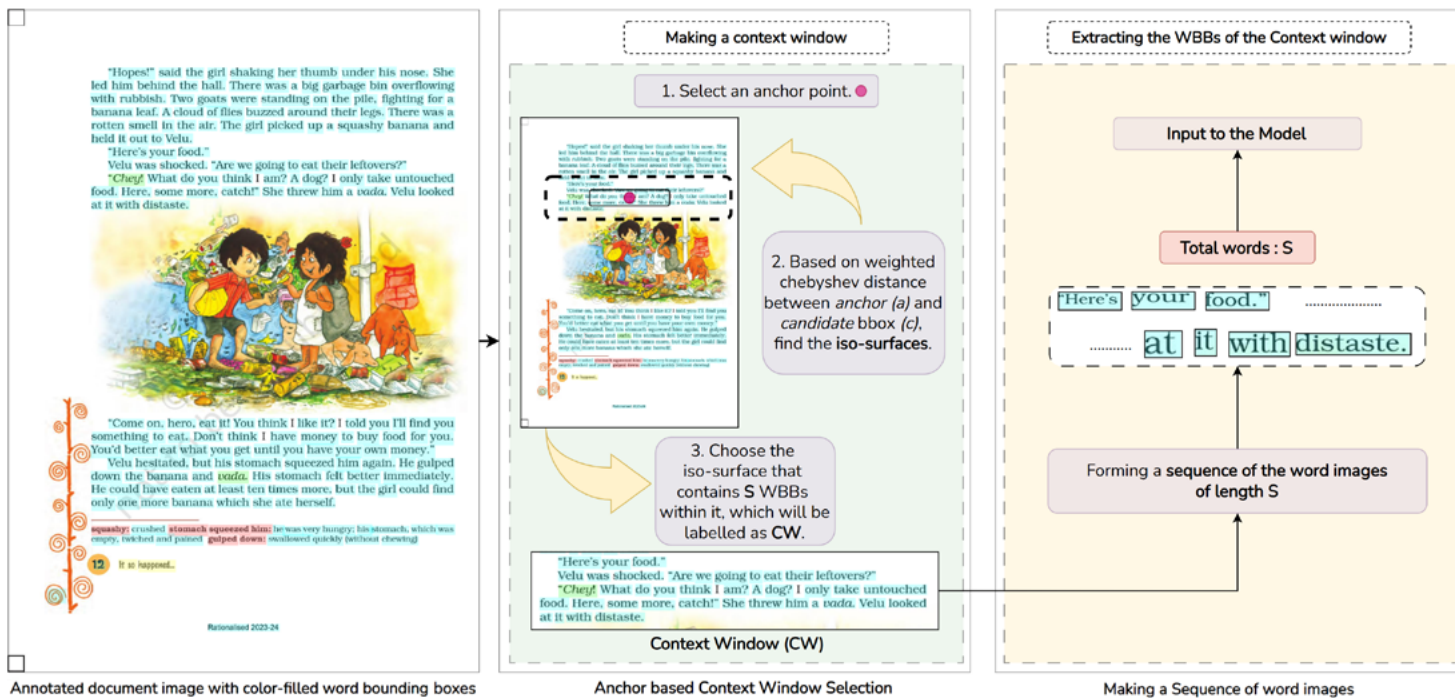 "Hopes!" said the girl shaking her thumb under his nose. She
led him behind the hall. There was a big garbage bin overflowing
with rubbish. Two goats were standing on the pile, fighting for a
banana leaf. A cloud of flies buzzed around their legs. There was a
rotten smell in the air. The girl picked up a squashy banana and
held it out to Velu.
"Here's your food."
Velu was shocked. "Are we going to eat their leftovers?"
"Chey! What do you think I am? A dog? I only take untouched
food. Here, some more, catch!" She threw him a vada. Velu looked
at it with distaste.
"Come on, hero, eat it! You think I like it? I told you I'll find you
something to eat. Don't think I have money to buy food for you.
You'd better eat what you get until you have your own money."
Velu hesitated, but his stomach squeezed him again. He gulped
down the banana and vada. His stomach felt better immediately.
He could have eaten at least ten times more, but the girl could find
only one more banana which she ate herself.
squashy: crushed stomach squeezed him: he was very hungry; his stomach, which was
empty, twiched and pained gulped down: swallowed quickly (without chewing)
12 It so happened...
Rationalised 2023-24
Annotated document image with color-filled word bounding boxes
Making a context window
1. Select an anchor point.
2. Based on weighted
chebyshev distance
between anchor (a) and
candidate bbox (c),
find the iso-surfaces.
3. Choose the
iso-surface that
contains S WBBs
within it, which will be
labelled as CW.
"Here's your food."
Velu was shocked. "Are we going to eat their leftovers?"
"Chey! What do you think I am? A dog? I only take untouched
food. Here, some more, catch!" She threw him a vada. Velu looked
at it with distaste.
Context Window (CW)
Anchor based Context Window Selection
Extracting the WBBs of the Context window
Input to the Model
Total words : S
"Here's your food." ....................
........... at it with distaste.
Forming a sequence of the word images
of length S
Making a Sequence of word images